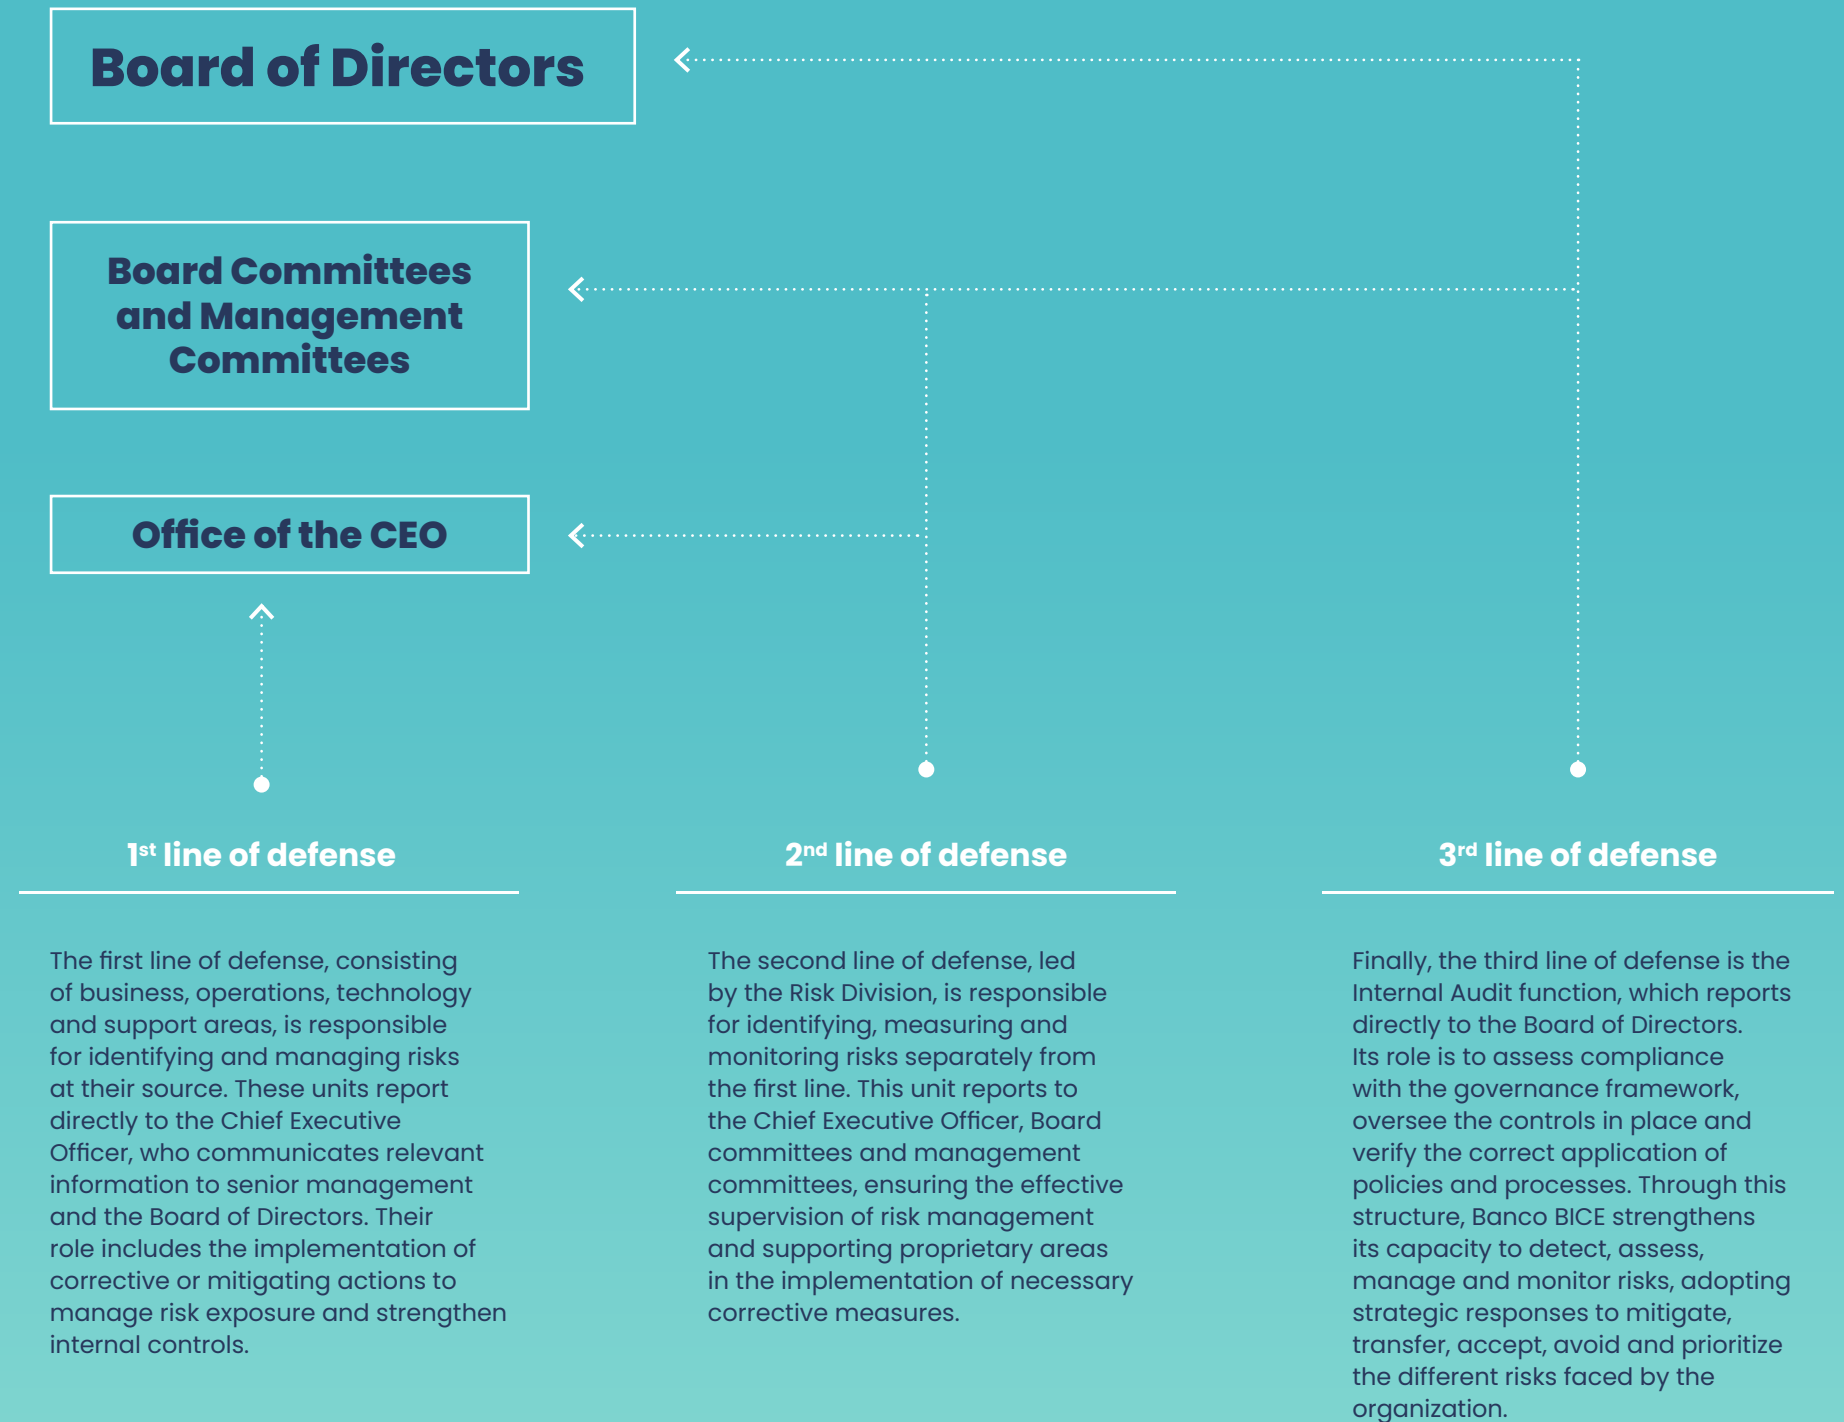 Board of Directors
Board Committees
and Management
Committees
Office of the CEO
1st line of defense
The first line of defense, consisting
of business, operations, technology
and support areas, is responsible
for identifying and managing risks
at their source. These units report
directly to the Chief Executive
Officer, who communicates relevant
information to senior management
and the Board of Directors. Their
role includes the implementation of
corrective or mitigating actions to
manage risk exposure and strengthen
internal controls.
2nd line of defense
The second line of defense, led
by the Risk Division, is responsible
for identifying, measuring and
monitoring risks separately from
the first line. This unit reports to
the Chief Executive Officer, Board
committees and management
committees, ensuring the effective
supervision of risk management
and supporting proprietary areas
in the implementation of necessary
corrective measures.
3rd line of defense
Finally, the third line of defense is the
Internal Audit function, which reports
directly to the Board of Directors.
Its role is to assess compliance
with the governance framework,
oversee the controls in place and
verify the correct application of
policies and processes. Through this
structure, Banco BICE strengthens
its capacity to detect, assess,
manage and monitor risks, adopting
strategic responses to mitigate,
transfer, accept, avoid and prioritize
the different risks faced by the
organization.